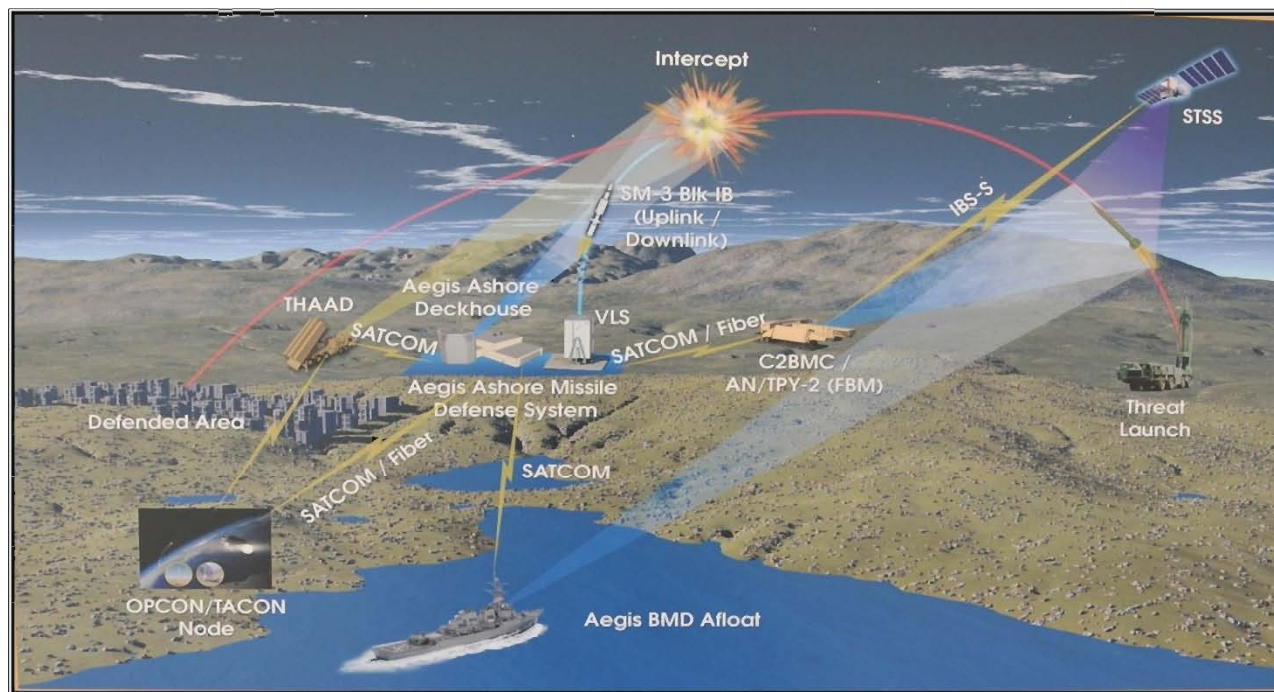 Intercept
STSS
SM-3 Blk IB
(Uplink /
Downlink)
IBS-S
Aegis Ashore
Deckhouse
THAAD
SATCOM
VLS
SATCOM / Fiber
C2BMC /
AN/TPY-2 (FBM)
Aegis Ashore Missile
Defense System
Defended Area
Threat
Launch
SATCOM / Fiber
SATCOM
OPCON/TACON
Node
Aegis BMD Afloat